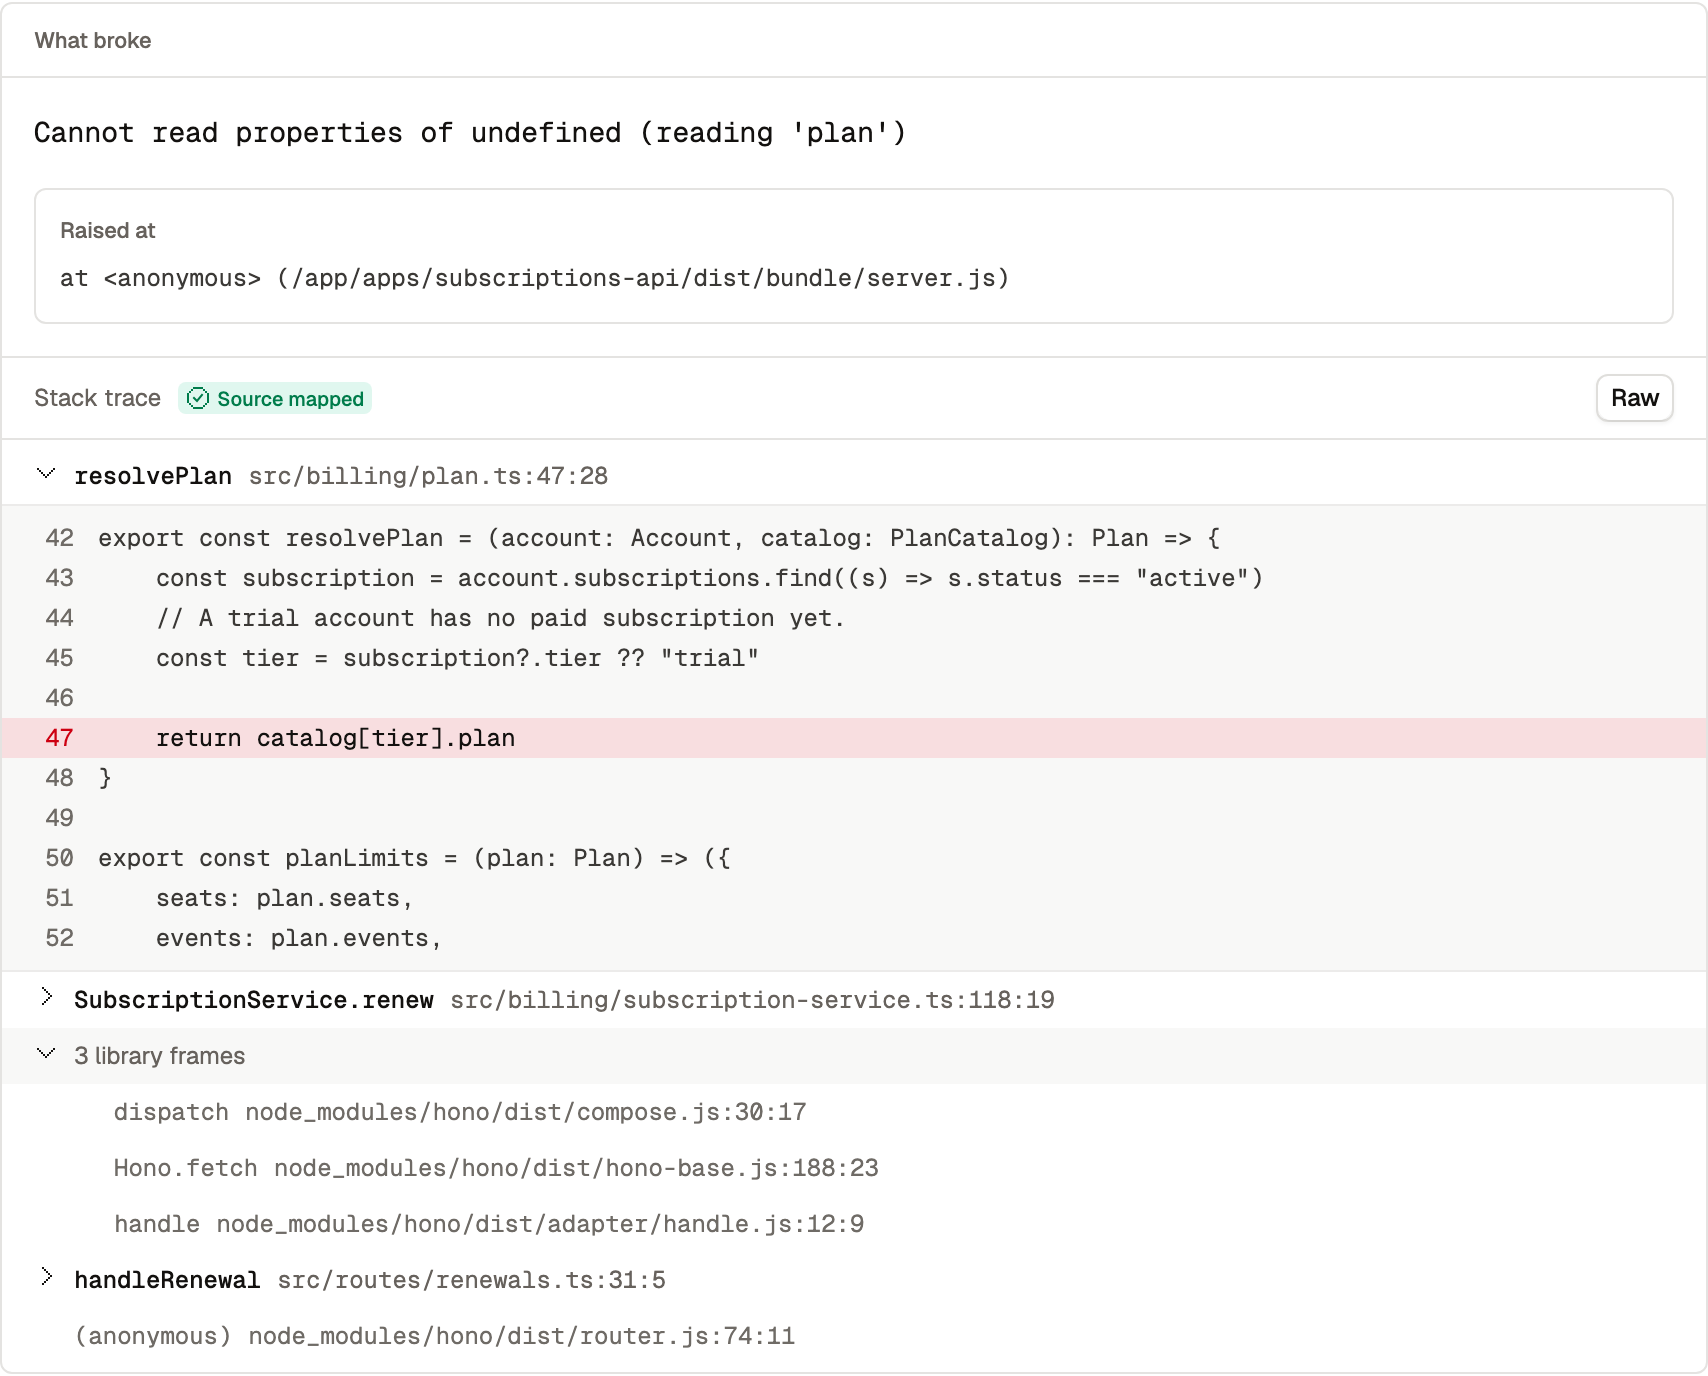 What broke
Cannot read properties of undefined (reading 'plan')
Raised at
at <anonymous> (/app/apps/subscriptions-api/dist/bundle/server.js)
Stack trace Source mapped Raw
resolvePlan src/billing/plan.ts:47:28
42 export const resolvePlan = (account: Account, catalog: PlanCatalog): Plan => {
43     const subscription = account.subscriptions.find((s) => s.status === "active")
44     // A trial account has no paid subscription yet.
45     const tier = subscription?.tier ?? "trial"
46
47     return catalog[tier].plan
48 }
49
50 export const planLimits = (plan: Plan) => ({
51     seats: plan.seats,
52     events: plan.events,
SubscriptionService.renew src/billing/subscription-service.ts:118:19
3 library frames
dispatch node_modules/hono/dist/compose.js:30:17
Hono.fetch node_modules/hono/dist/hono-base.js:188:23
handle node_modules/hono/dist/adapter/handle.js:12:9
handleRenewal src/routes/renewals.ts:31:5
(anonymous) node_modules/hono/dist/router.js:74:11